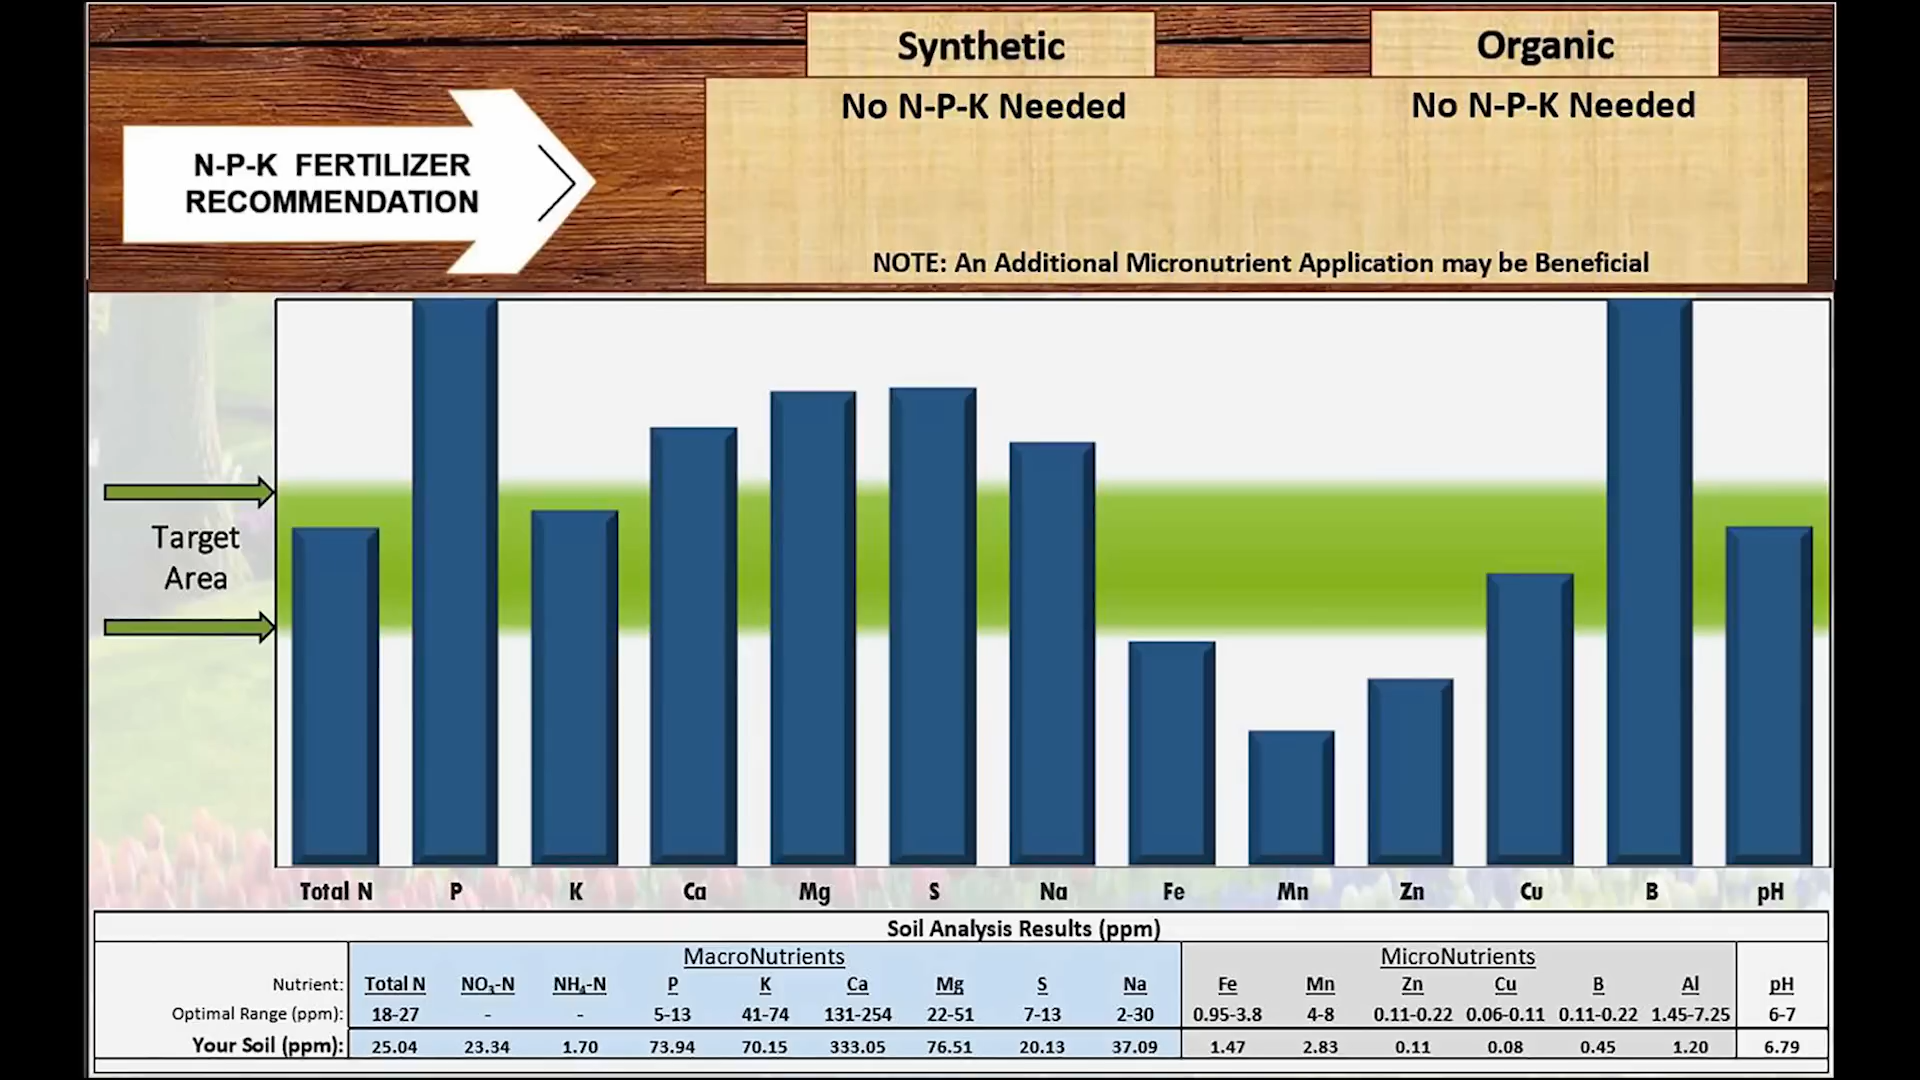 Synthetic
Organic
No N-P-K Needed
No N-P-K Needed
N-P-K FERTILIZER
RECOMMENDATION
NOTE: An Additional Micronutrient Application may be Beneficial
Target
Area
Total N P K Ca Mg S Na Fe Mn Zn Cu B pH
Soil Analysis Results (ppm)
MacroNutrients MicroNutrients
Nutrient: Total N NO₃-N NH₄-N P K Ca Mg S Na Fe Mn Zn Cu B Al pH
Optimal Range (ppm): 18-27 - - 5-13 41-74 131-254 22-51 7-13 2-30 0.95-3.8 4-8 0.11-0.22 0.06-0.11 0.11-0.22 1.45-7.25 6-7
Your Soil (ppm): 25.04 23.34 1.70 73.94 70.15 333.05 76.51 20.13 37.09 1.47 2.83 0.11 0.08 0.45 1.20 6.79